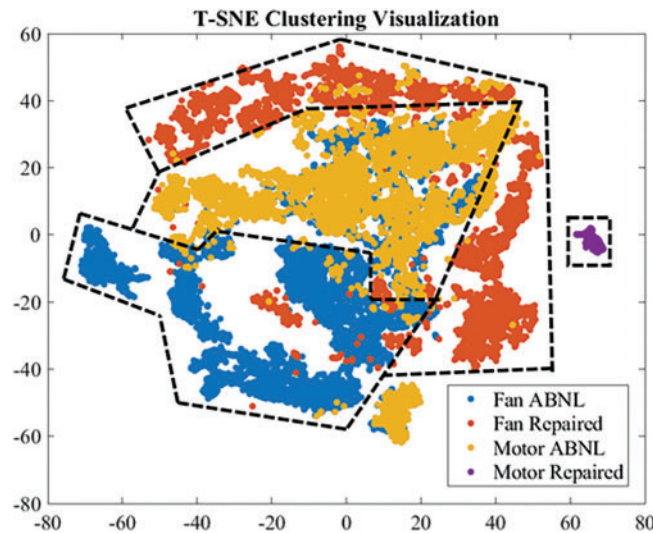 T-SNE Clustering Visualization
60
40
20
0
-20
-40
-60
-80
Fan ABNL
Fan Repaired
Motor ABNL
Motor Repaired
-80 -60 -40 -20 0 20 40 60 80